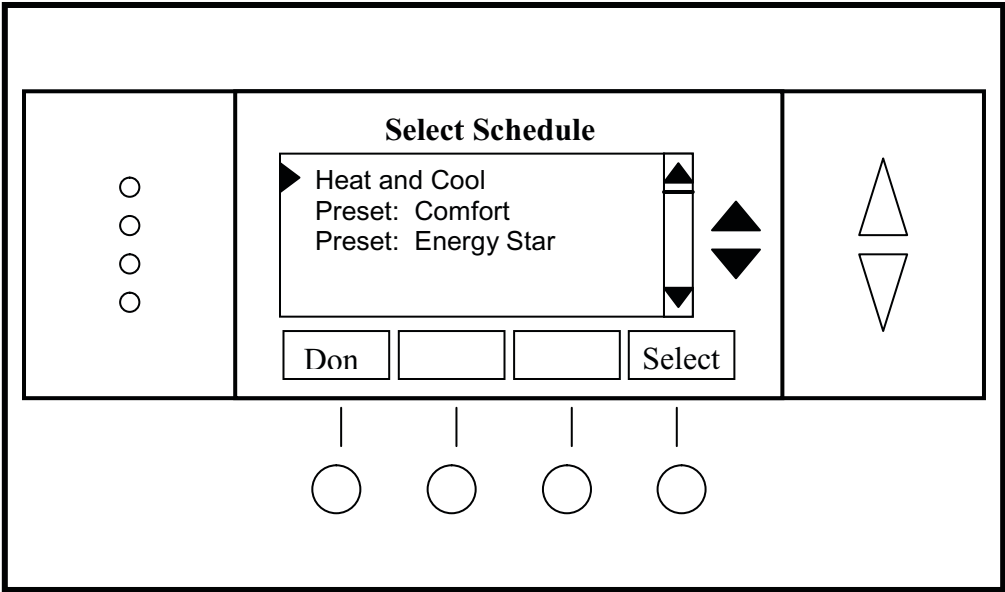 Select Schedule
Heat and Cool
Preset: Comfort
Preset: Energy Star
Don
Select